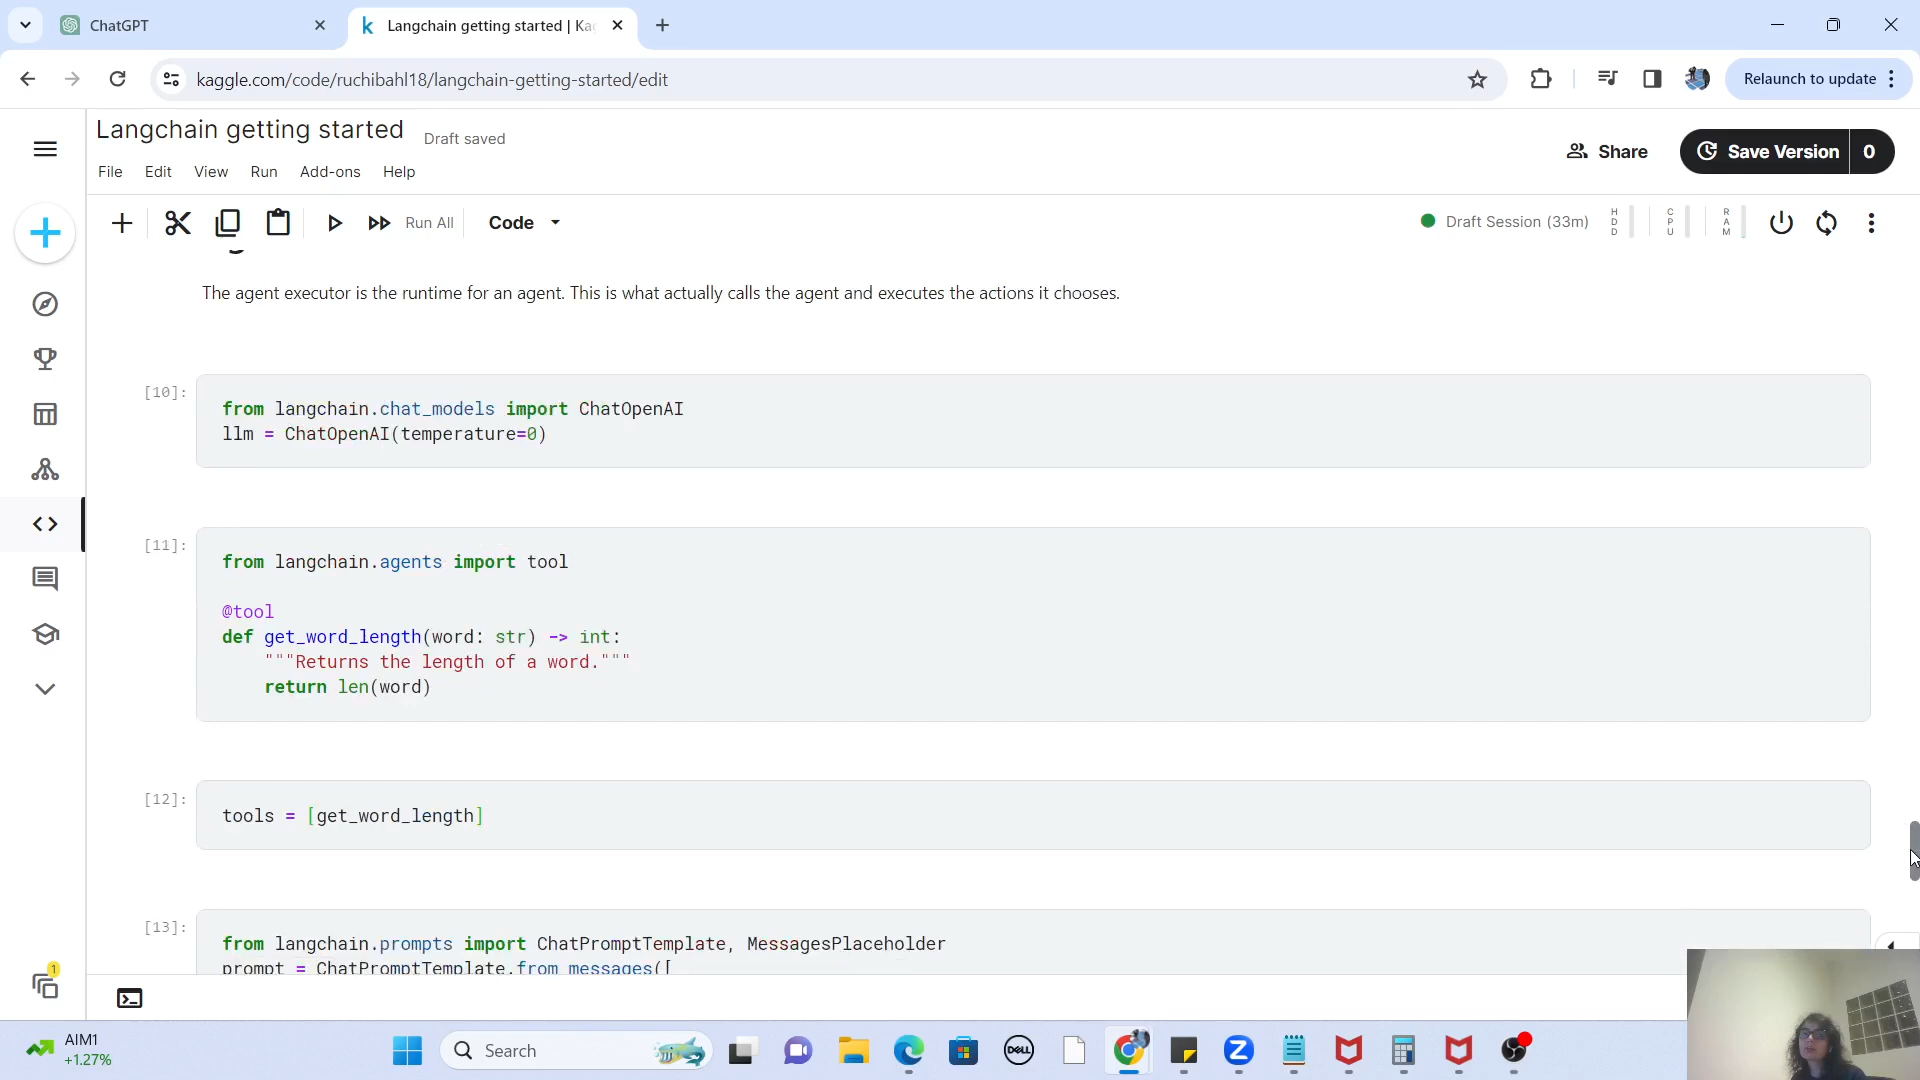 ChatGPT
Langchain getting started | Ka
kaggle.com/code/ruchibahl18/langchain-getting-started/edit
Relaunch to update
Langchain getting started
Draft saved
File Edit View Run Add-ons Help
Share
Save Version 0
Run All
Code
Draft Session (33m)
HDD
CPU
RAM
The agent executor is the runtime for an agent. This is what actually calls the agent and executes the actions it chooses.
[10]:
from langchain.chat_models import ChatOpenAI
llm = ChatOpenAI(temperature=0)
[11]:
from langchain.agents import tool
@tool
def get_word_length(word: str) -> int:
"""Returns the length of a word."""
return len(word)
[12]:
tools = [get_word_length]
[13]:
from langchain.prompts import ChatPromptTemplate, MessagesPlaceholder
prompt = ChatPromptTemplate.from_messages([
1
AIM1
+1.27%
Search
DELL